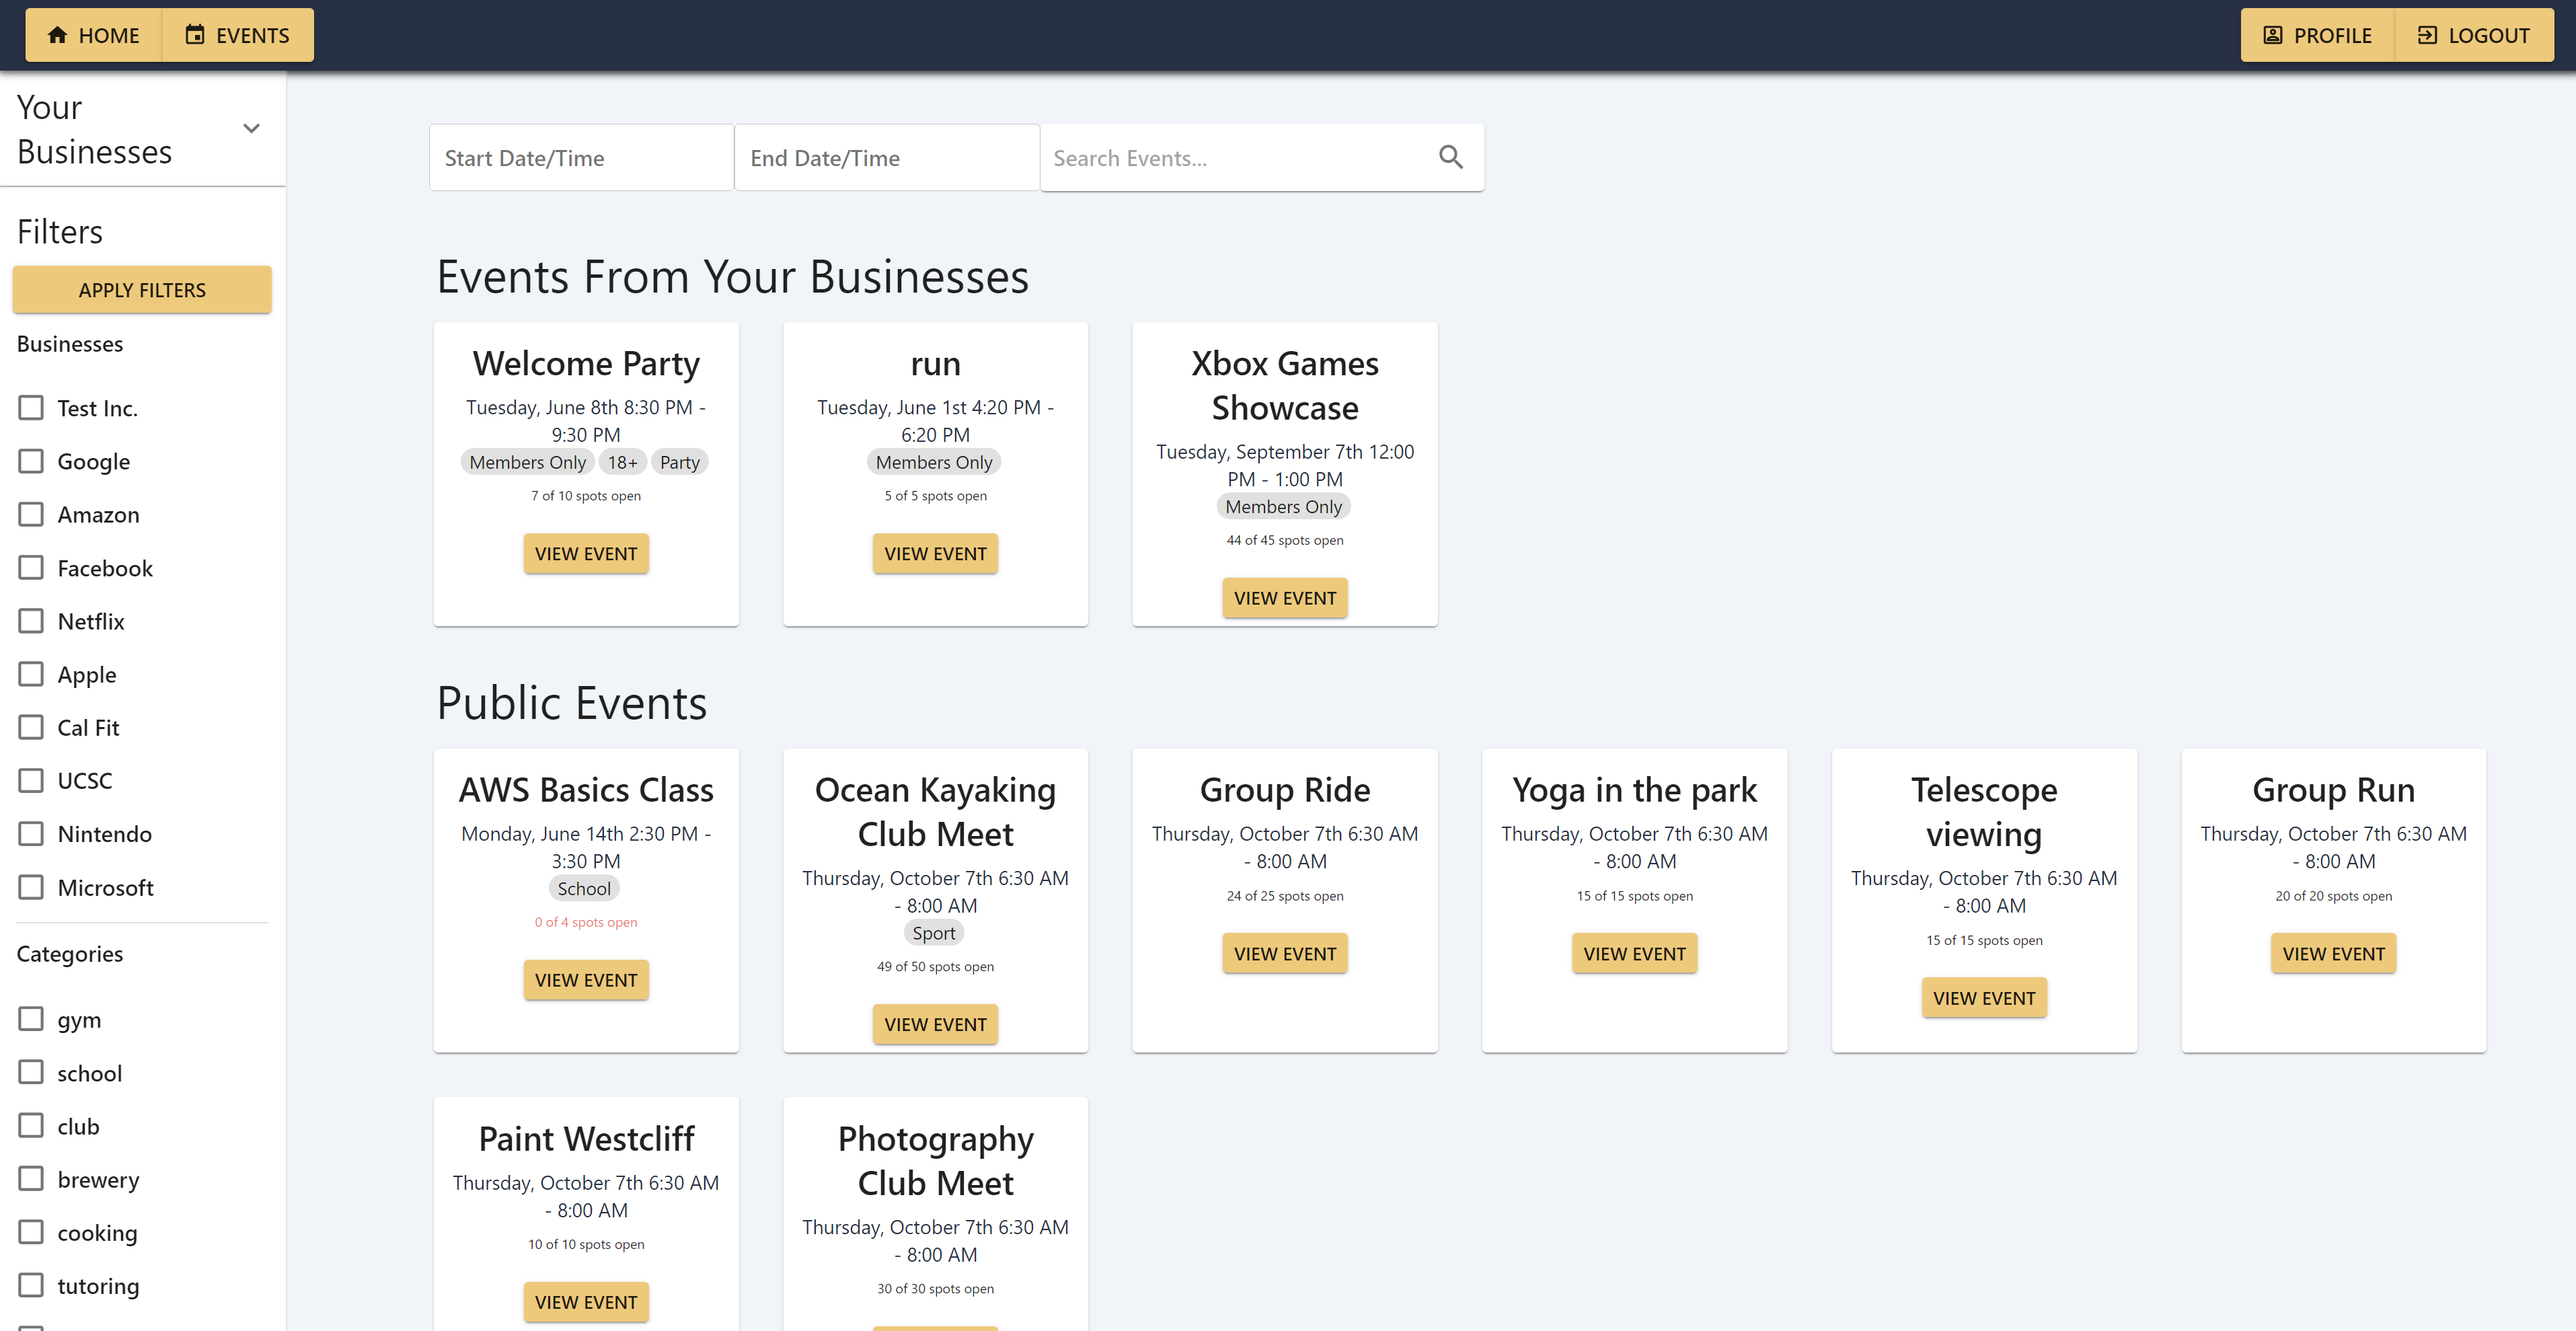 HOME
EVENTS
PROFILE
LOGOUT
Your
Businesses
Filters
APPLY FILTERS
Businesses
Test Inc.
Google
Amazon
Facebook
Netflix
Apple
Cal Fit
UCSC
Nintendo
Microsoft
Categories
gym
school
club
brewery
cooking
tutoring
Start Date/Time
End Date/Time
Search Events...
Events From Your Businesses
Welcome Party
Tuesday, June 8th 8:30 PM -
9:30 PM
Members Only 18+ Party
7 of 10 spots open
VIEW EVENT
run
Tuesday, June 1st 4:20 PM -
6:20 PM
Members Only
5 of 5 spots open
VIEW EVENT
Xbox Games
Showcase
Tuesday, September 7th 12:00
PM - 1:00 PM
Members Only
44 of 45 spots open
VIEW EVENT
Public Events
AWS Basics Class
Monday, June 14th 2:30 PM -
3:30 PM
School
0 of 4 spots open
VIEW EVENT
Ocean Kayaking
Club Meet
Thursday, October 7th 6:30 AM
- 8:00 AM
Sport
49 of 50 spots open
VIEW EVENT
Group Ride
Thursday, October 7th 6:30 AM
- 8:00 AM
24 of 25 spots open
VIEW EVENT
Yoga in the park
Thursday, October 7th 6:30 AM
- 8:00 AM
15 of 15 spots open
VIEW EVENT
Telescope
viewing
Thursday, October 7th 6:30 AM
- 8:00 AM
15 of 15 spots open
VIEW EVENT
Group Run
Thursday, October 7th 6:30 AM
- 8:00 AM
20 of 20 spots open
VIEW EVENT
Paint Westcliff
Thursday, October 7th 6:30 AM
- 8:00 AM
10 of 10 spots open
VIEW EVENT
Photography
Club Meet
Thursday, October 7th 6:30 AM
- 8:00 AM
30 of 30 spots open